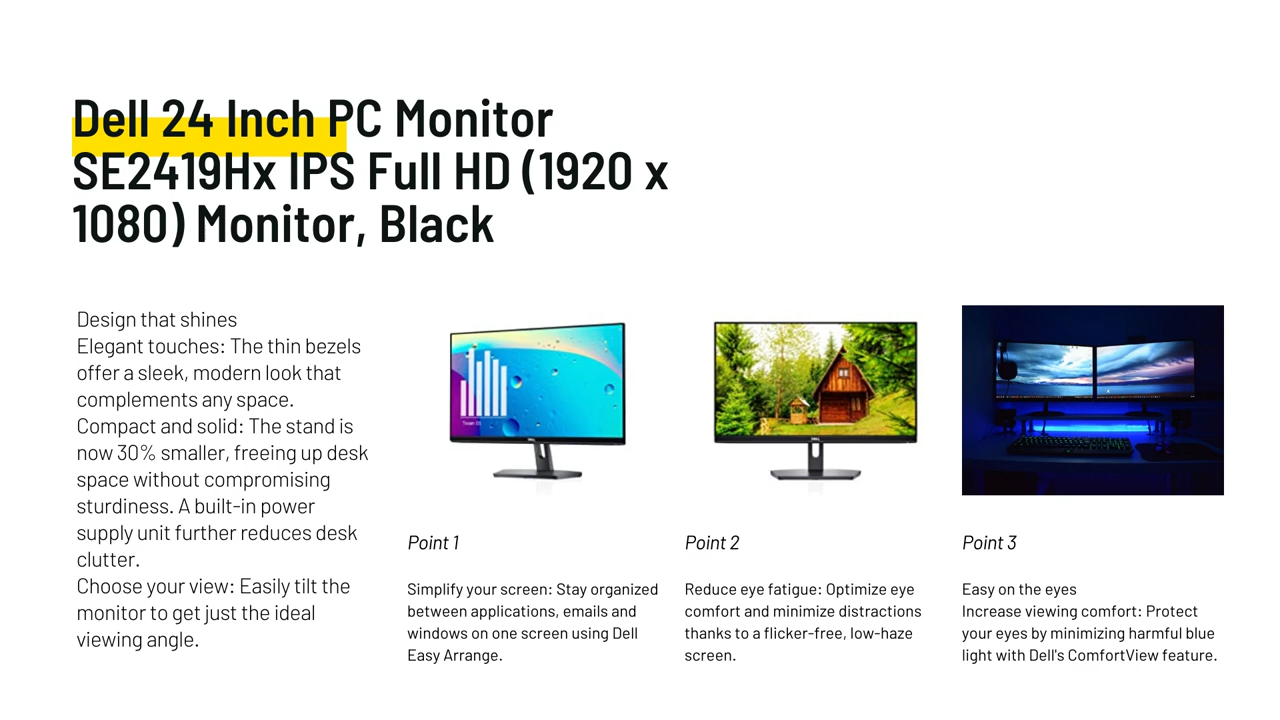 Dell 24 Inch PC Monitor
SE2419Hx IPS Full HD (1920 x
1080) Monitor, Black
Design that shines
Elegant touches: The thin bezels
offer a sleek, modern look that
complements any space.
Compact and solid: The stand is
now 30% smaller, freeing up desk
space without compromising
sturdiness. A built-in power
supply unit further reduces desk
clutter.
Choose your view: Easily tilt the
monitor to get just the ideal
viewing angle.
DELL
DELL
Point 1
Simplify your screen: Stay organized
between applications, emails and
windows on one screen using Dell
Easy Arrange.
Point 2
Reduce eye fatigue: Optimize eye
comfort and minimize distractions
thanks to a flicker-free, low-haze
screen.
Point 3
Easy on the eyes
Increase viewing comfort: Protect
your eyes by minimizing harmful blue
light with Dell's ComfortView feature.